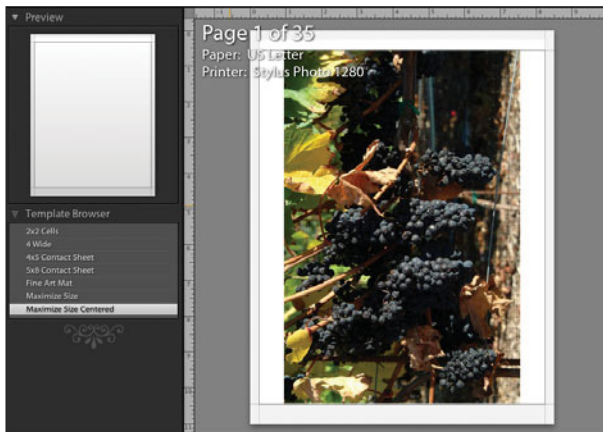 Preview
Template Browser
2x2 Cells
4 Wide
4x5 Contact Sheet
5x8 Contact Sheet
Fine Art Mat
Maximize Size
Maximize Size Centered
Page 1 of 35
Paper: US Letter
Printer: Stylus Photo 1280